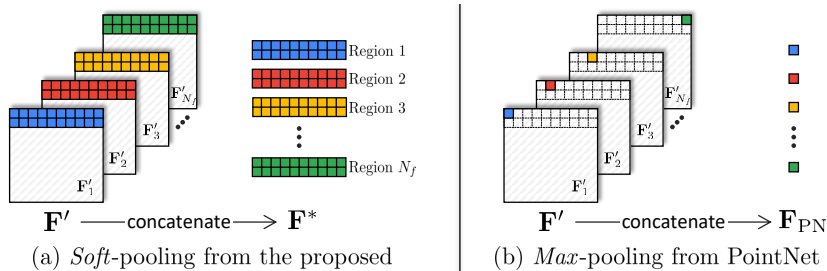 Region 1
Region 2
Region 3
Region N_f
F'_{N_f}
F'_3
F'_2
F'_1
F' concatenate F*
(a) Soft-pooling from the proposed
F'_{N_f}
F'_3
F'_2
F'_1
F' concatenate F_PN
(b) Max-pooling from PointNet